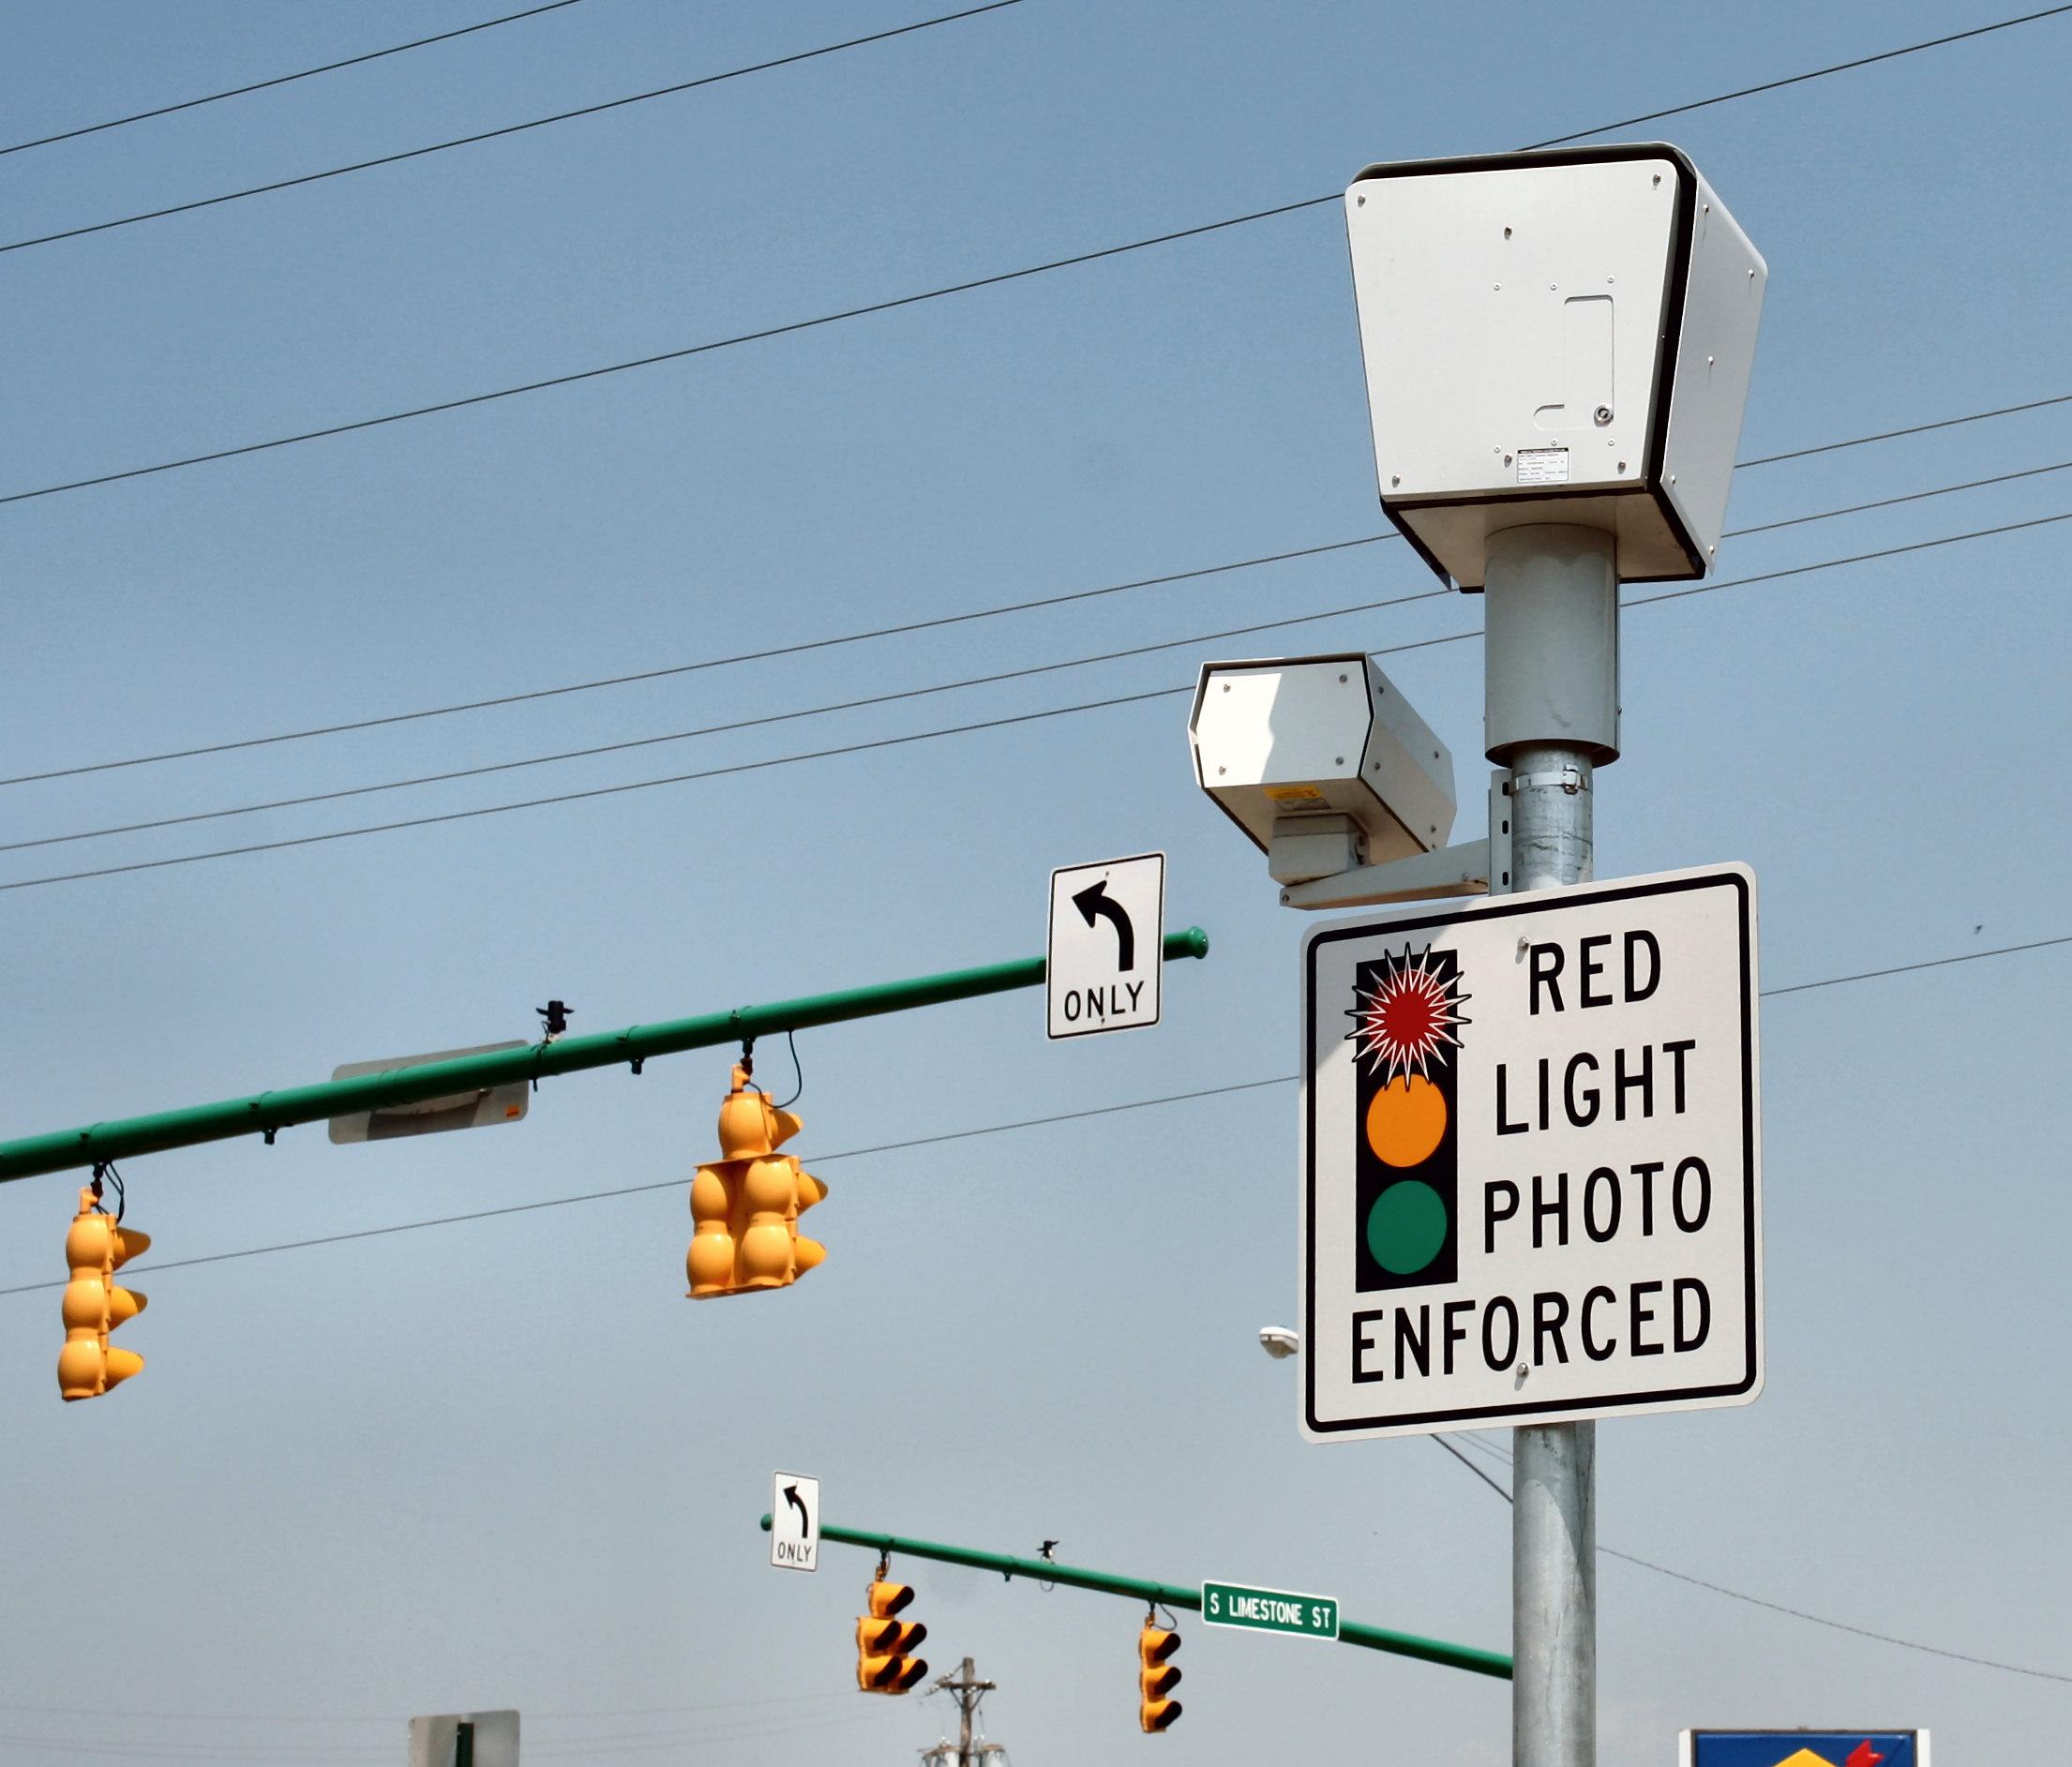 ONLY
RED
LIGHT
PHOTO
ENFORCED
ONLY
S LIMESTONE ST